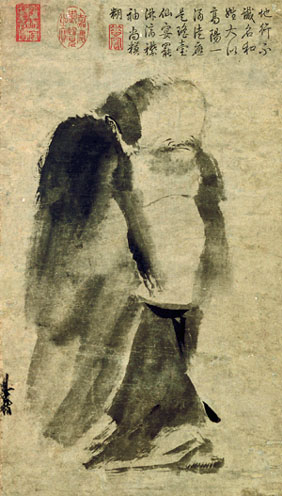 地行不
識名和
姓大似
高陽一
酒徒應
是瑤臺
仙宴罷
淋漓襟
袖尚模
糊